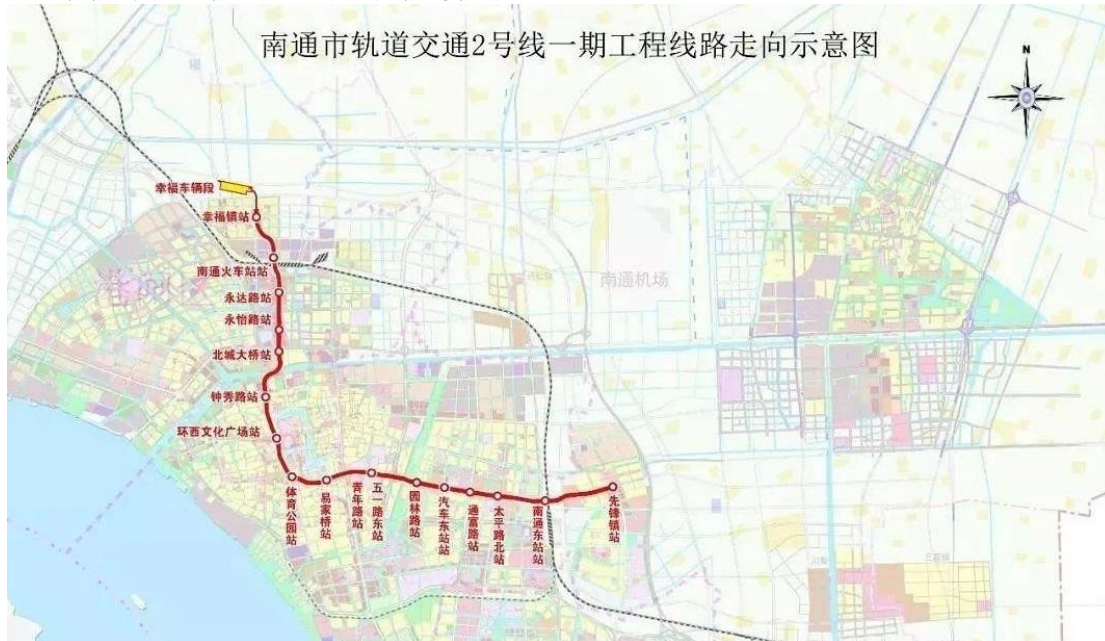 南通市轨道交通2号线一期工程线路走向示意图
N
幸福车辆段
幸福镇站
南通火车站站
南通机场
永达路站
永怡路站
北城大桥站
钟秀路站
环西文化广场站
体育公园站
易家桥站
青年路站
五一路东站
园林路站
汽车东站站
通富路站
太平路北站
南通东站站
先锋镇站